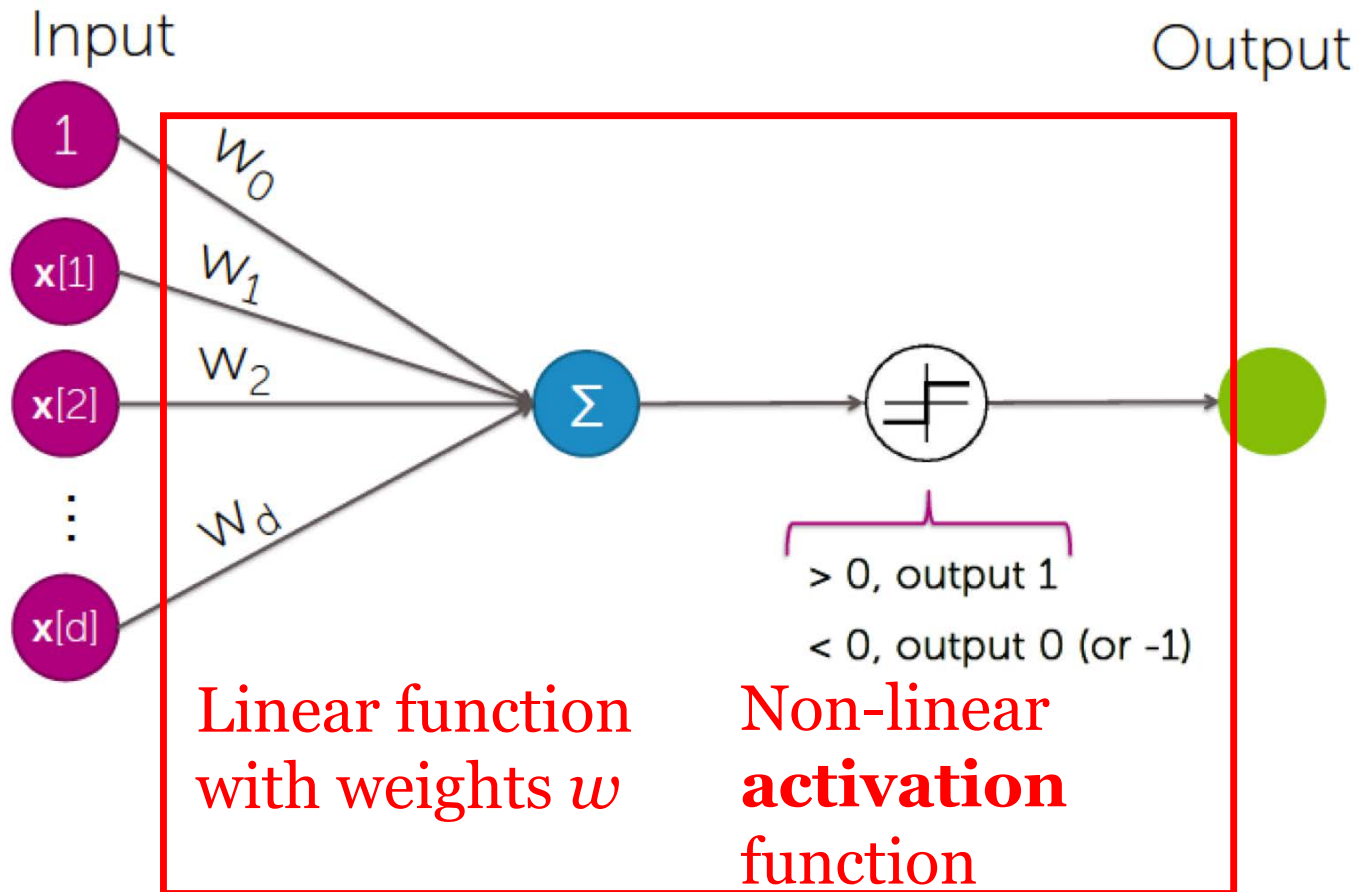 Input
Output
1
W0
x[1]
W1
x[2]
W2
⋮
x[d]
Wd
Σ
> 0, output 1
< 0, output 0 (or -1)
Linear function
with weights w
Non-linear
activation
function